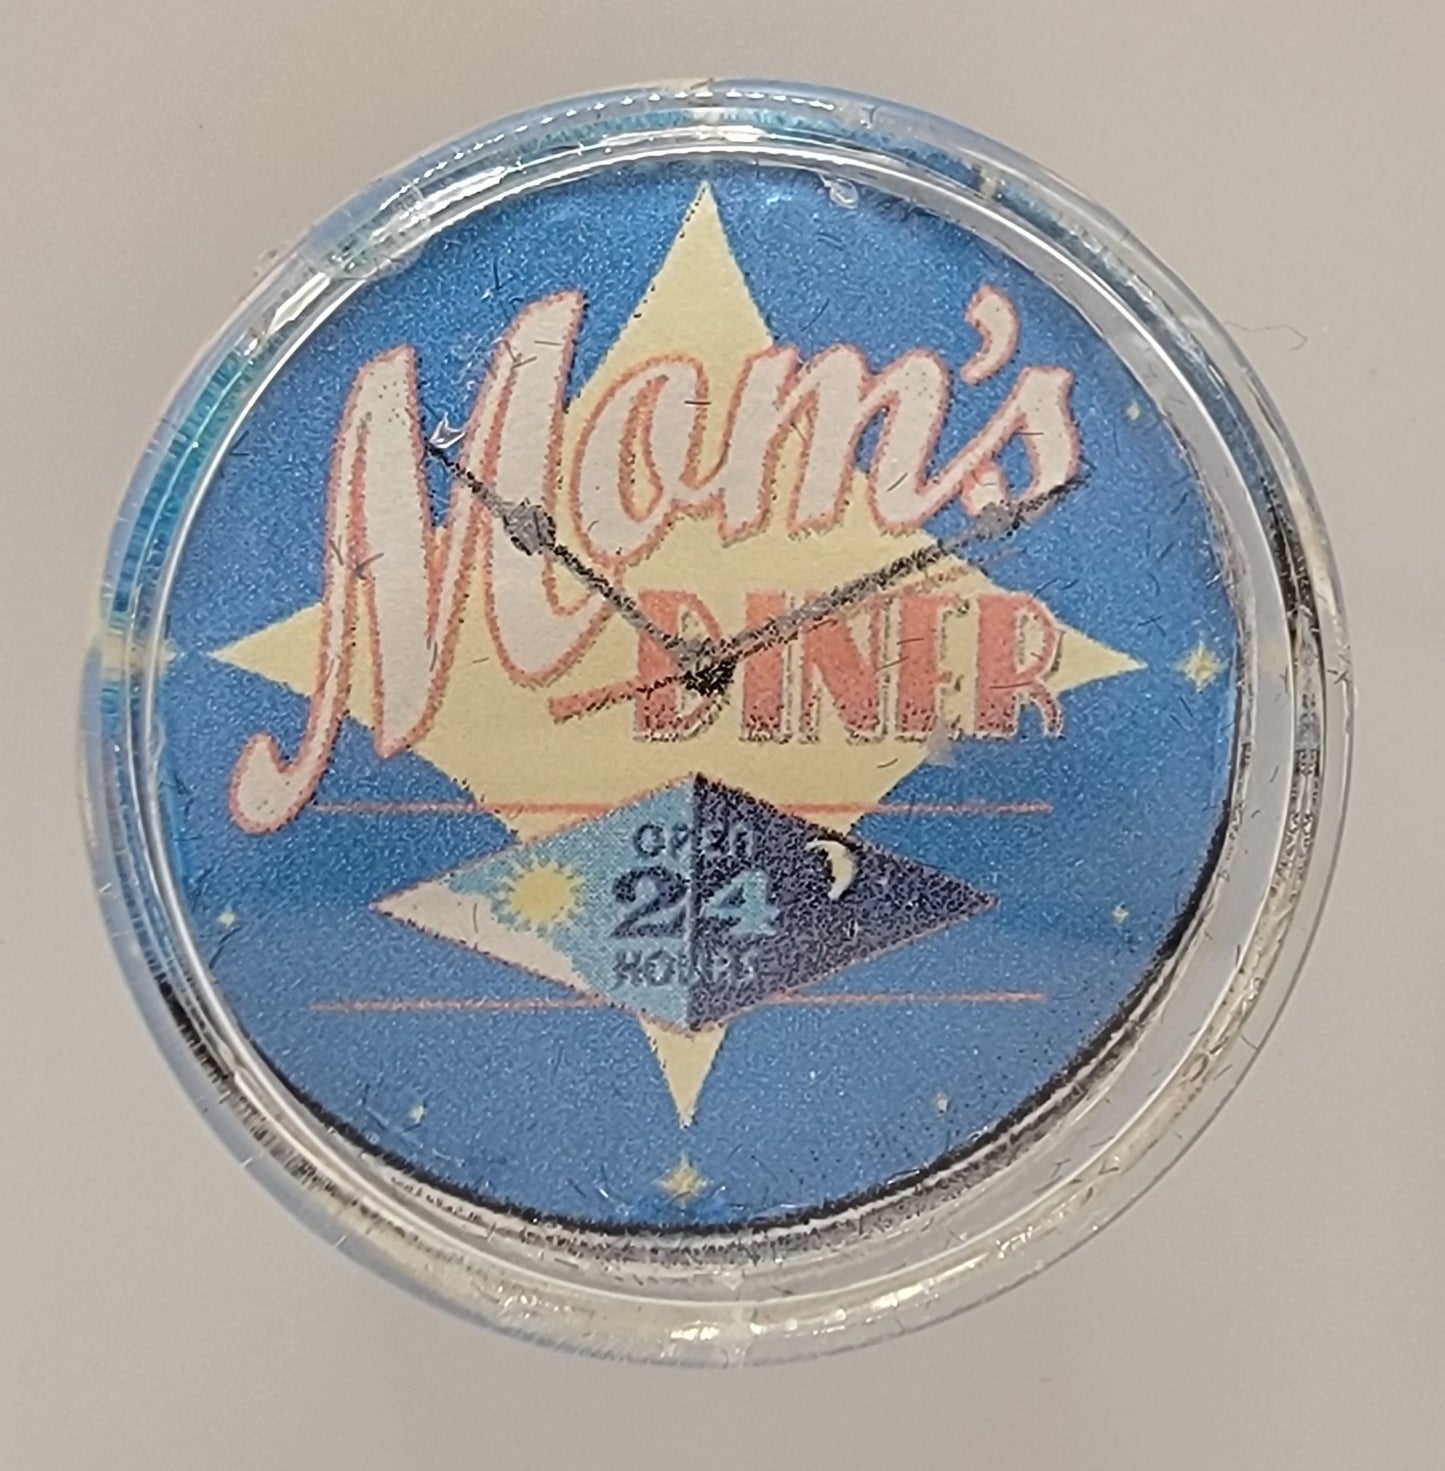 Mom's
DINER
OPEN
24
HOURS